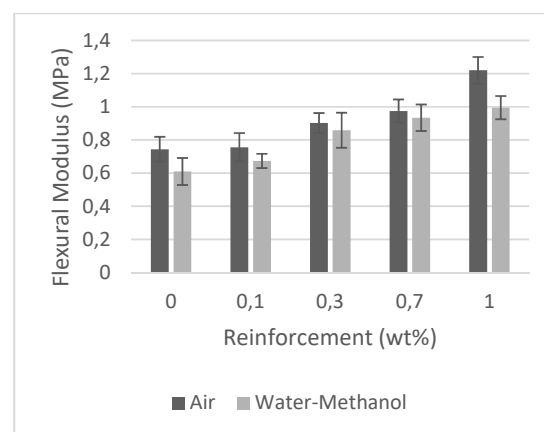 Flexural Modulus (MPa)
1,4
1,2
1
0,8
0,6
0,4
0,2
0
0 0,1 0,3 0,7 1
Reinforcement (wt%)
Air Water-Methanol